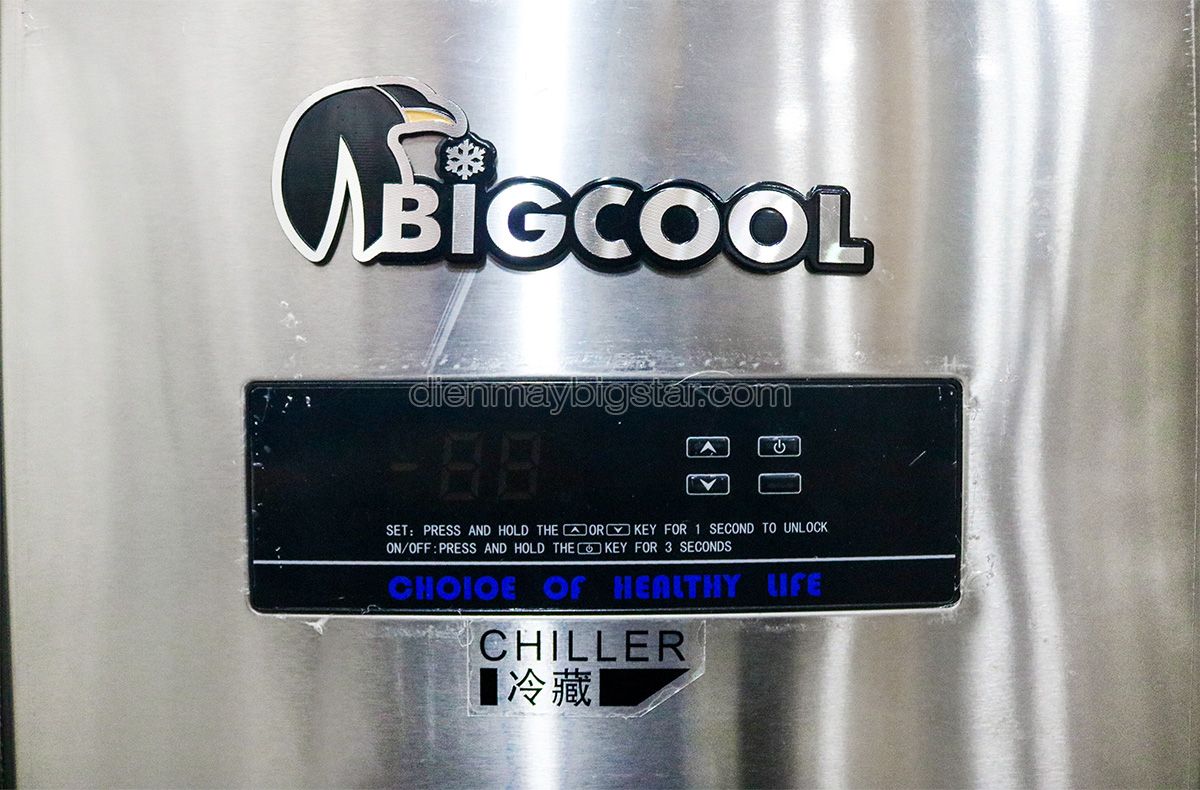 BIGCOOL
dienmaybigstar.com
-88
SET: PRESS AND HOLD THE OR KEY FOR 1 SECOND TO UNLOCK
ON/OFF:PRESS AND HOLD THE KEY FOR 3 SECONDS
CHOICE OF HEALTHY LIFE
CHILLER
冷藏